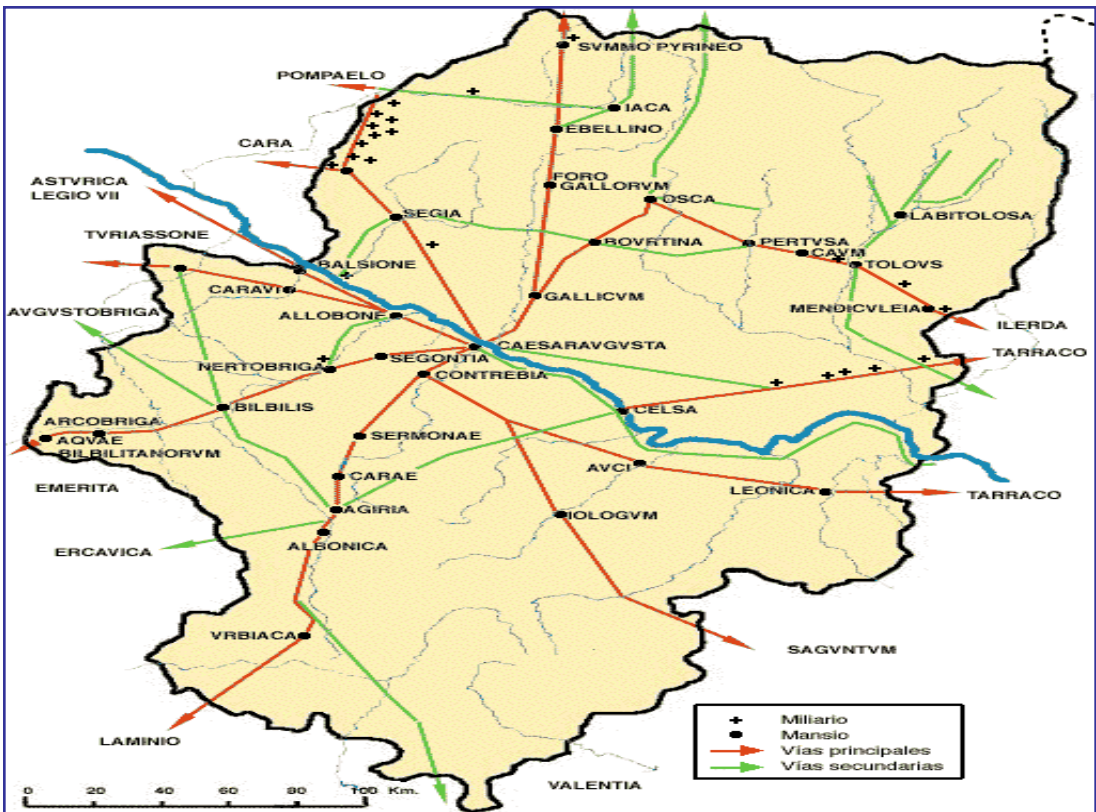 SVMMO PYRINEO
POMPAELO
IACA
EBELLINO
CARA
FORO
GALLORVM
ASTVRICA
LEGIO VII
OSCA
SEGIA
LABITOLOSA
TVRIASSONE
BOVRTINA
PERTVSA
CAVM
BALSIONE
TOLOVS
CARAVI
GALLICVM
MENDICVLEIA
AVGVSTOBRIGA
ALLOBONE
ILERDA
CAESARAVGVSTA
SEGONTIA
TARRACO
NERTOBRIGA
CONTREBIA
BILBILIS
CELSA
ARCOBRIGA
AQVAE
BILBILITANORVM
SERMONAE
AVCI
CARAE
EMERITA
LEONICA
TARRACO
AGIRIA
IOLOGVM
ERCAVICA
ALBONICA
VRBIACA
SAGVNTVM
LAMINIO
VALENTIA
Miliario
Mansio
Vías principales
Vías secundarias
0 20 40 60 80 100 Km.